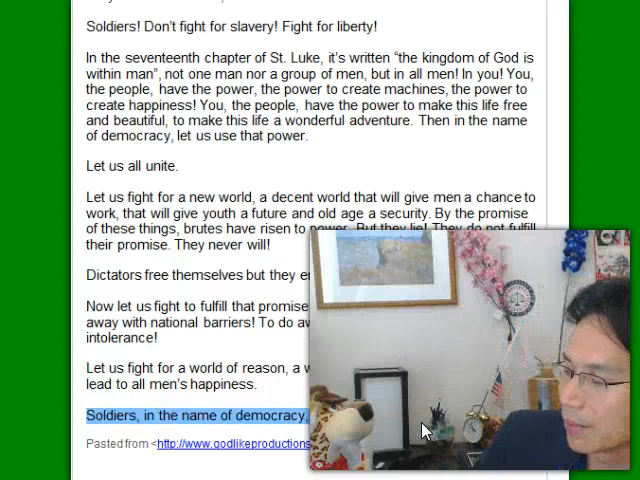 Soldiers! Don't fight for slavery! Fight for liberty!
In the seventeenth chapter of St. Luke, it's written "the kingdom of God is
within man", not one man nor a group of men, but in all men! In you! You,
the people, have the power, the power to create machines, the power to
create happiness! You, the people, have the power to make this life free
and beautiful, to make this life a wonderful adventure. Then in the name
of democracy, let us use that power.
Let us all unite.
Let us fight for a new world, a decent world that will give men a chance to
work, that will give youth a future and old age a security. By the promise
of these things, brutes have risen to power. But they lie! They do not fulfill
their promise. They never will!
Dictators free themselves but they
Now let us fight to fulfill that promise
away with national barriers! To do
intolerance!
Let us fight for a world of reason, a
lead to all men's happiness.
Soldiers, in the name of democracy,
Pasted from <http://www.godlikeproductions